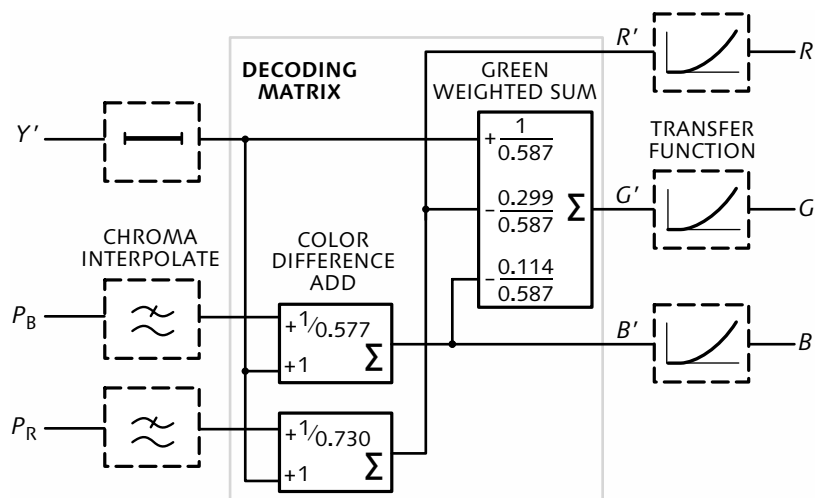 R′
R
DECODING
MATRIX
GREEN
WEIGHTED SUM
Y′
+ 1/0.587
TRANSFER
FUNCTION
- 0.299/0.587
Σ
G′
G
CHROMA
INTERPOLATE
COLOR
DIFFERENCE
ADD
- 0.114/0.587
PB
+1/0.577
Σ
+1
B′
B
PR
+1/0.730
Σ
+1